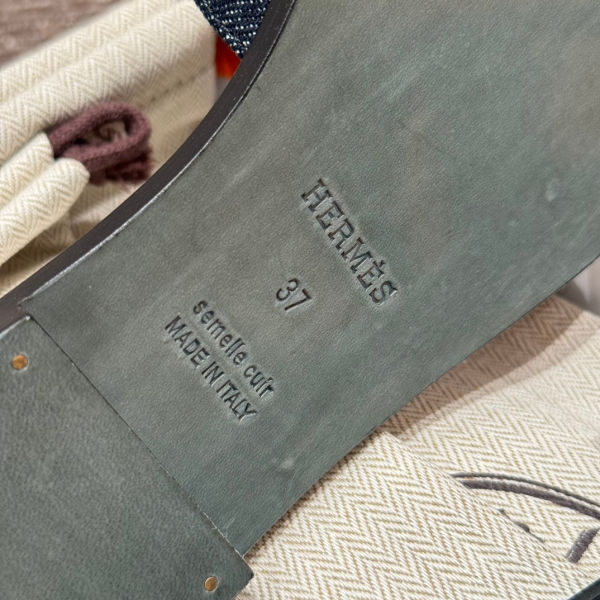 HERMÈS
37
semelle cuir
MADE IN ITALY